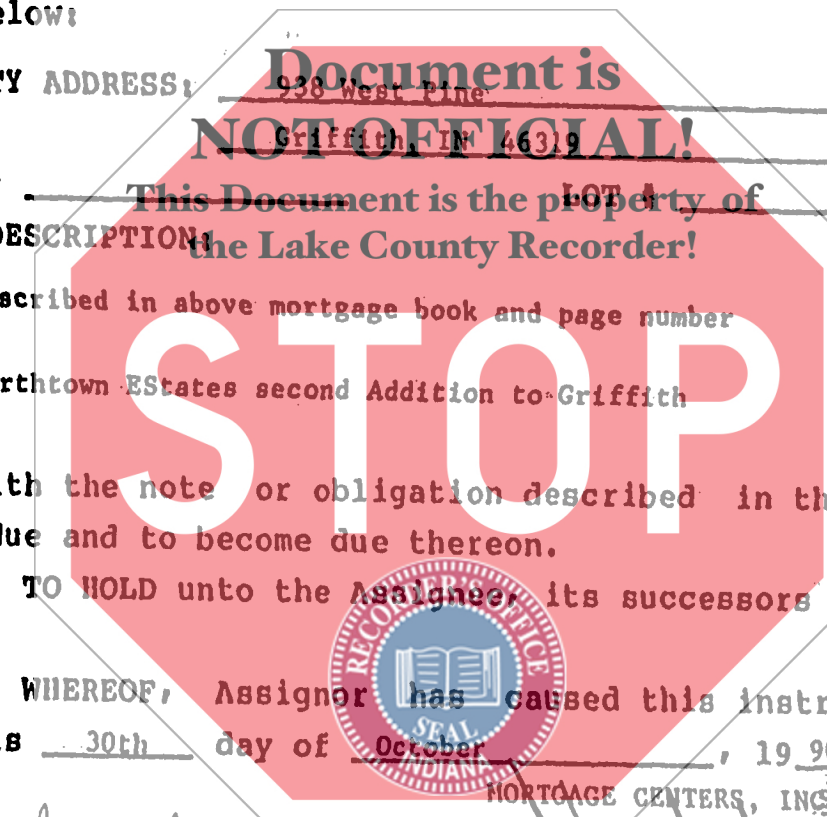 elow:
Document is
TY ADDRESS: 938 West Pine
NOT OFFICIAL!
Griffith, IN 46319
This Document is the property of
LOT #
the Lake County Recorder!
DESCRIPTION:
scribed in above mortgage book and page number
STOP
rthtown EStates second Addition to Griffith
ith the note or obligation described in th
due and to become due thereon.
TO HOLD unto the Assignee, its successors
RECORDER'S OFFICE
SEAL
INDIANA
WHEREOF, Assignor has caused this instr
s 30th day of October, 19 90
MORTGAGE CENTERS, INC